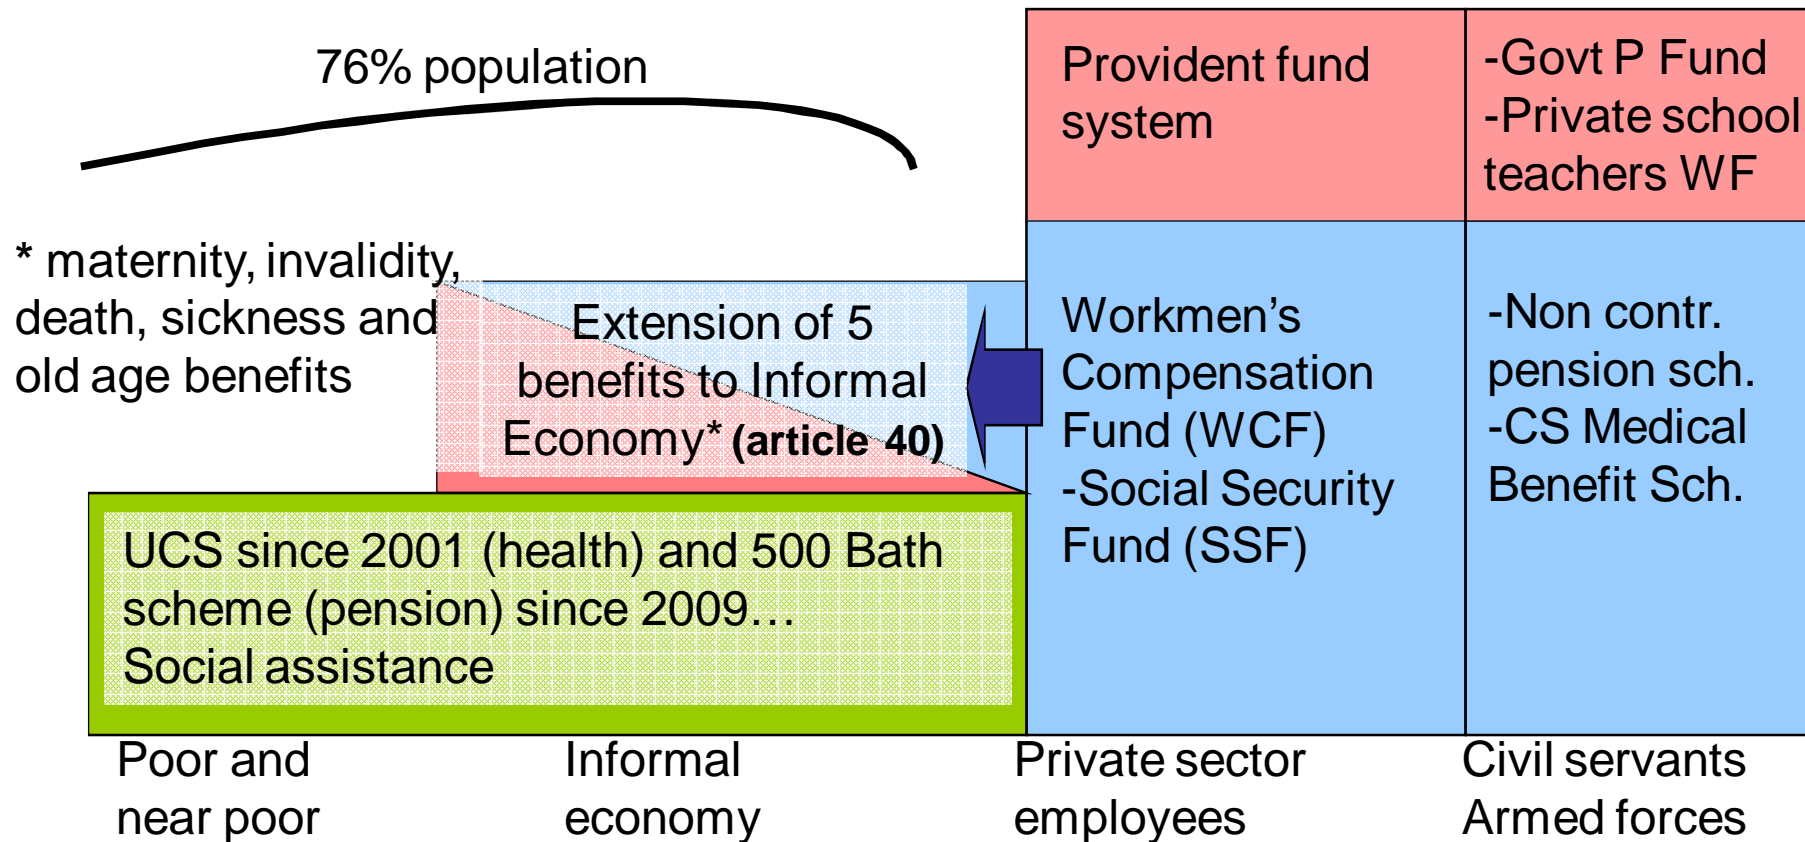 76% population
* maternity, invalidity,
death, sickness and
old age benefits
Extension of 5
benefits to Informal
Economy* (article 40)
UCS since 2001 (health) and 500 Bath
scheme (pension) since 2009…
Social assistance
Provident fund
system
-Govt P Fund
-Private school
teachers WF
Workmen’s
Compensation
Fund (WCF)
-Social Security
Fund (SSF)
-Non contr.
pension sch.
-CS Medical
Benefit Sch.
Poor and
near poor
Informal
economy
Private sector
employees
Civil servants
Armed forces